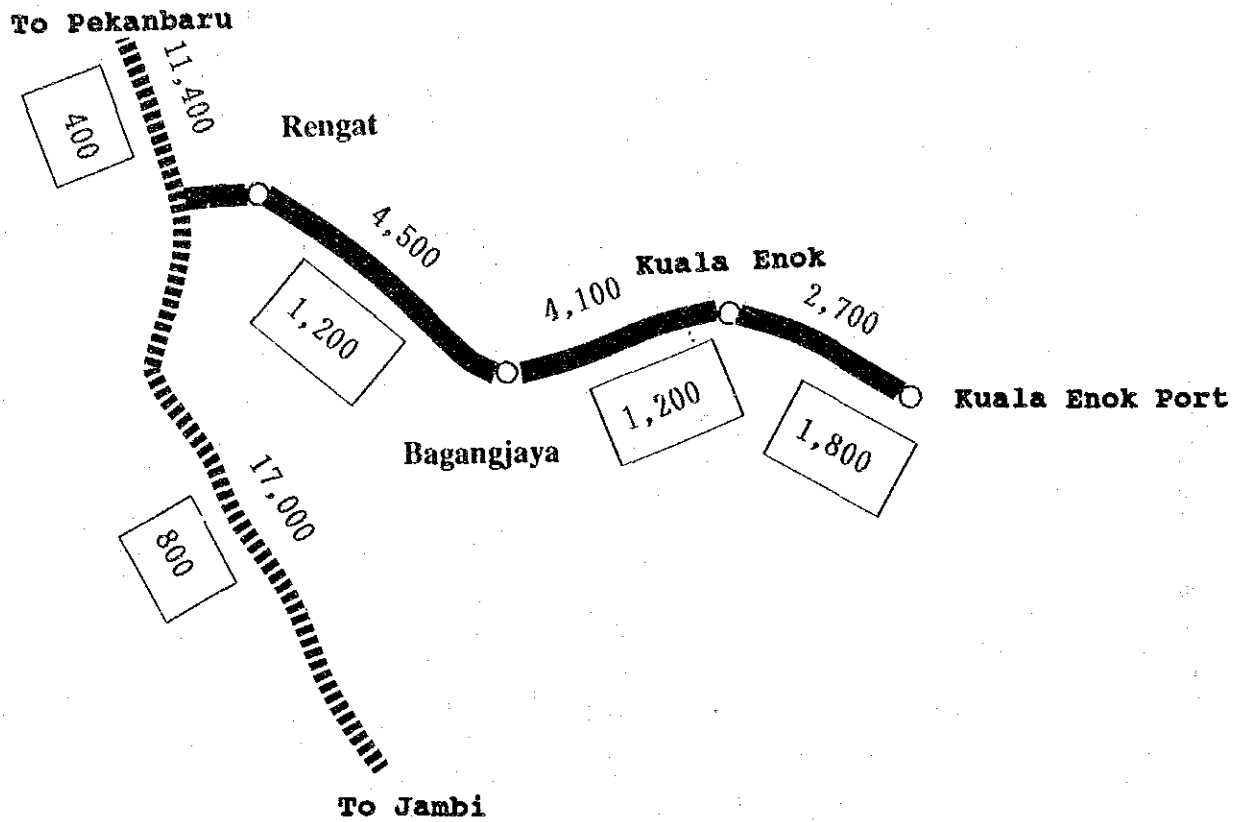 To Pekanbaru
11,400
400
Rengat
4,500
1,200
Kuala Enok
4,100
2,700
1,200
1,800
Kuala Enok Port
Bagangjaya
17,000
800
To Jambi